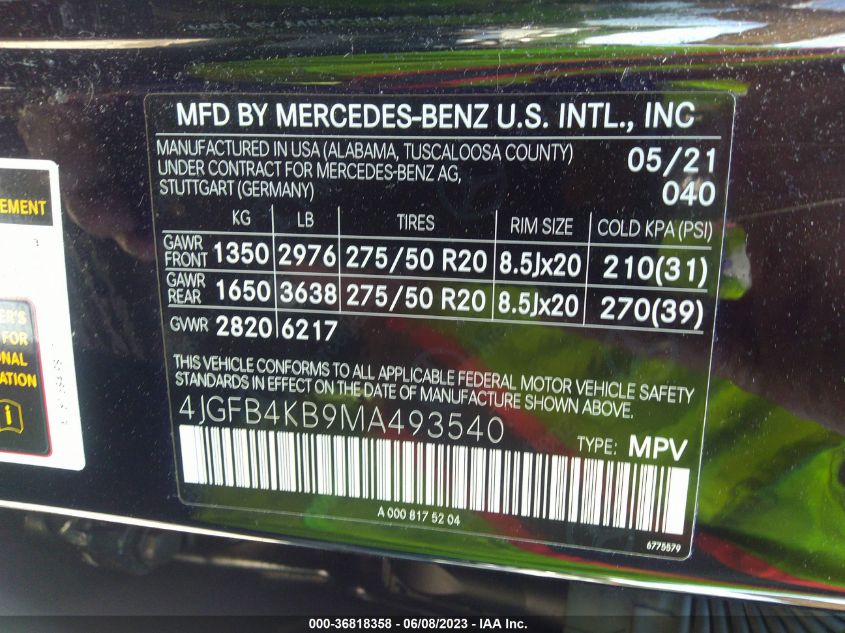 MFD BY MERCEDES-BENZ U.S. INTL., INC
MANUFACTURED IN USA (ALABAMA, TUSCALOOSA COUNTY)
UNDER CONTRACT FOR MERCEDES-BENZ AG,
STUTTGART (GERMANY)
05/21
040
KG LB TIRES RIM SIZE COLD KPA (PSI)
GAWR FRONT 1350 2976 275/50 R20 8.5Jx20 210(31)
GAWR REAR 1650 3638 275/50 R20 8.5Jx20 270(39)
GVWR 2820 6217
THIS VEHICLE CONFORMS TO ALL APPLICABLE FEDERAL MOTOR VEHICLE SAFETY
STANDARDS IN EFFECT ON THE DATE OF MANUFACTURE SHOWN ABOVE.
4JGFB4KB9MA493540
TYPE: MPV
A 000 817 52 04
6775579
EMENT
3
ER'S
FOR
NAL
ATION
000-36818358 - 06/08/2023 - IAA Inc.